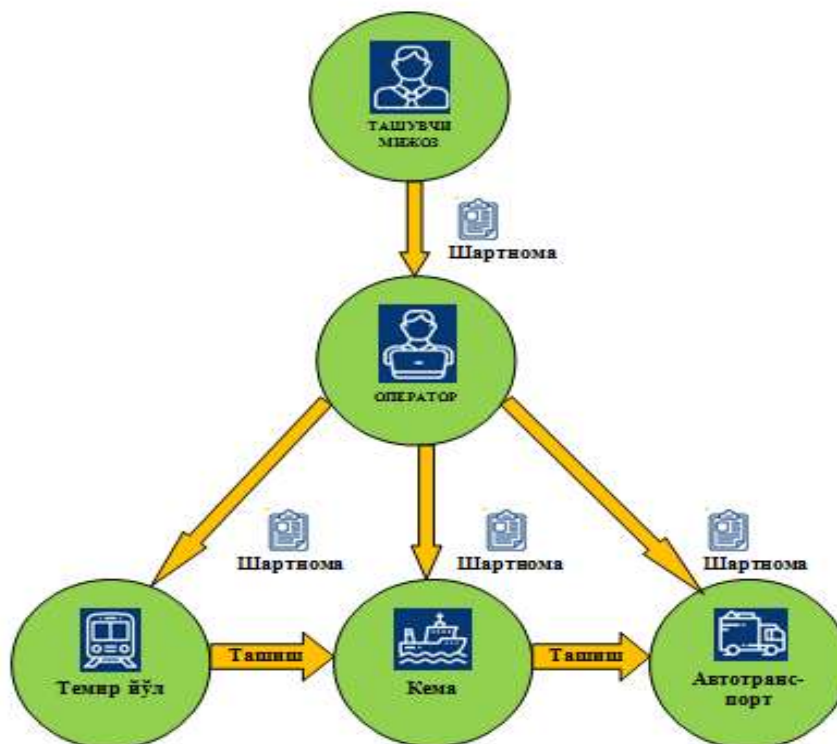 ТАШУВЧИ
МИЖОЗ
Шартнома
ОПЕРАТОР
Шартнома
Шартнома
Шартнома
Темир йўл
Ташиш
Кема
Ташиш
Автотранс-
порт